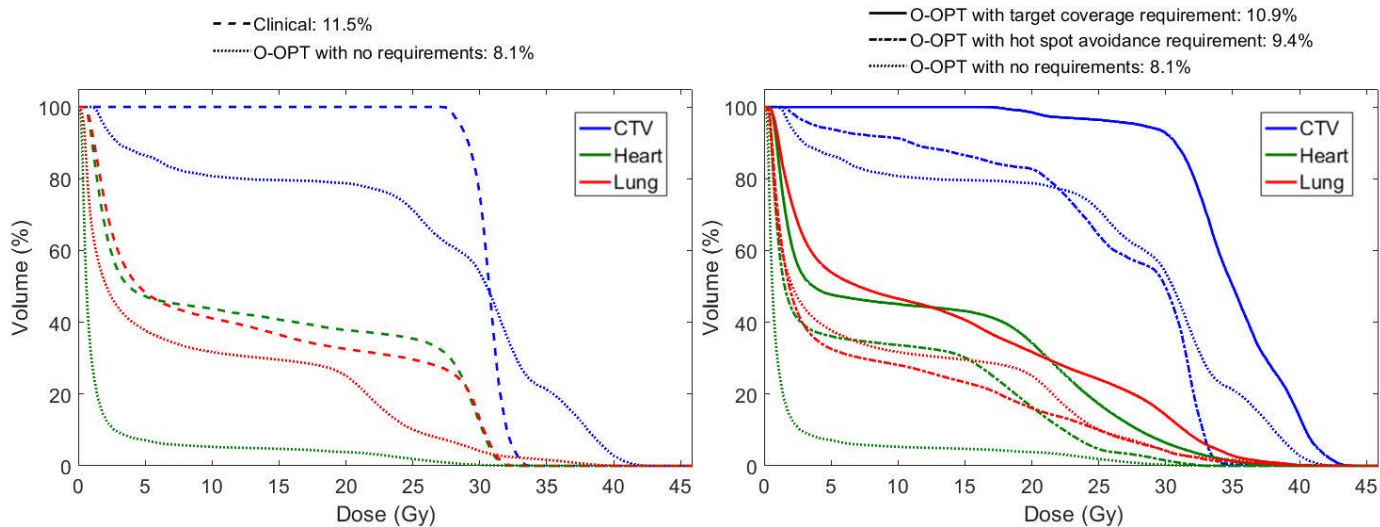 Clinical: 11.5%
O-OPT with no requirements: 8.1%
100
80
60
40
20
0
Volume (%)
CTV
Heart
Lung
0 5 10 15 20 25 30 35 40 45
Dose (Gy)
O-OPT with target coverage requirement: 10.9%
O-OPT with hot spot avoidance requirement: 9.4%
O-OPT with no requirements: 8.1%
100
80
60
40
20
0
Volume (%)
CTV
Heart
Lung
0 5 10 15 20 25 30 35 40 45
Dose (Gy)